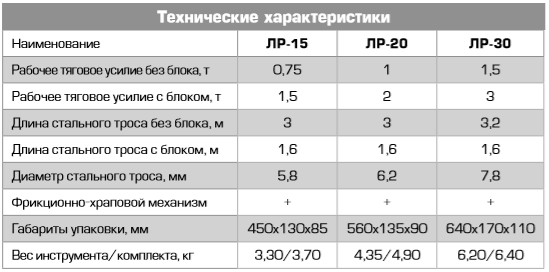 Технические характеристики
Наименование ЛР-15 ЛР-20 ЛР-30
Рабочее тяговое усилие без блока, т 0,75 1 1,5
Рабочее тяговое усилие с блоком, т 1,5 2 3
Длина стального троса без блока, м 3 3 3,2
Длина стального троса с блоком, м 1,6 1,6 1,6
Диаметр стального троса, мм 5,8 6,2 7,8
Фрикционно-храповой механизм + + +
Габариты упаковки, мм 450х130х85 560х135х90 640х170х110
Вес инструмента/комплекта, кг 3,30/3,70 4,35/4,90 6,20/6,40